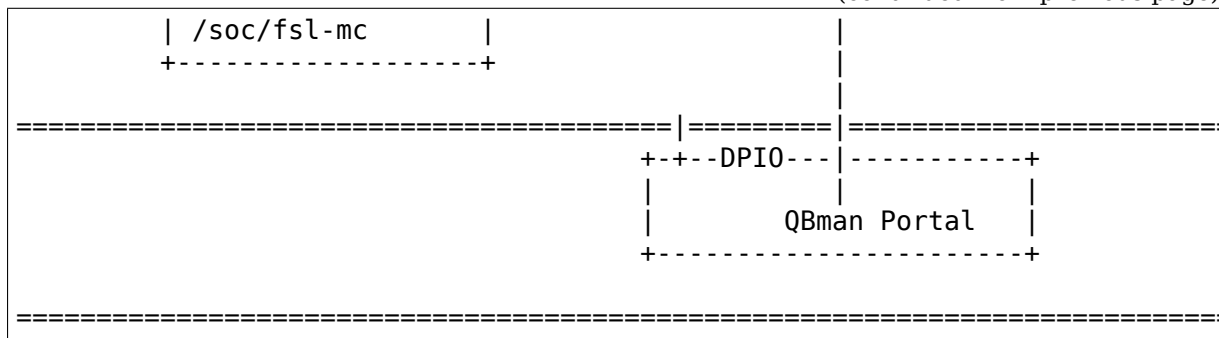 | /soc/fsl-mc       |                     |
+-------------------+                     |
                                          |
=========================================|=========|========================
+-+--DPIO---|-----------+
|           |           |
|        QBman Portal   |
+-----------------------+
============================================================================